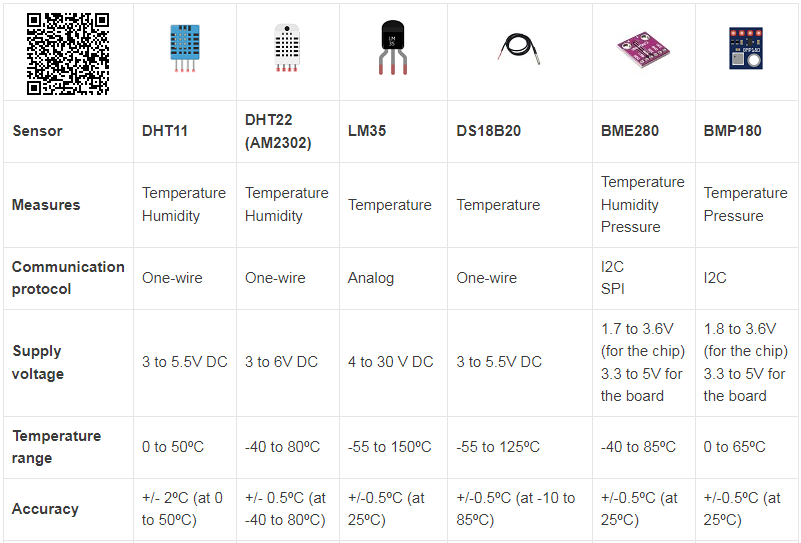 LM
35
BMP180
Sensor
DHT11
DHT22
(AM2302)
LM35
DS18B20
BME280
BMP180
Measures
Temperature
Humidity
Temperature
Humidity
Temperature
Temperature
Temperature
Humidity
Pressure
Temperature
Pressure
Communication
protocol
One-wire
One-wire
Analog
One-wire
I2C
SPI
I2C
Supply
voltage
3 to 5.5V DC
3 to 6V DC
4 to 30 V DC
3 to 5.5V DC
1.7 to 3.6V
(for the chip)
3.3 to 5V for
the board
1.8 to 3.6V
(for the chip)
3.3 to 5V for
the board
Temperature
range
0 to 50ºC
-40 to 80ºC
-55 to 150ºC
-55 to 125ºC
-40 to 85ºC
0 to 65ºC
Accuracy
+/- 2ºC (at 0
to 50ºC)
+/- 0.5ºC (at
-40 to 80ºC)
+/-0.5ºC (at
25ºC)
+/-0.5ºC (at -10 to
85ºC)
+/-0.5ºC (at
25ºC)
+/-0.5ºC (at
25ºC)